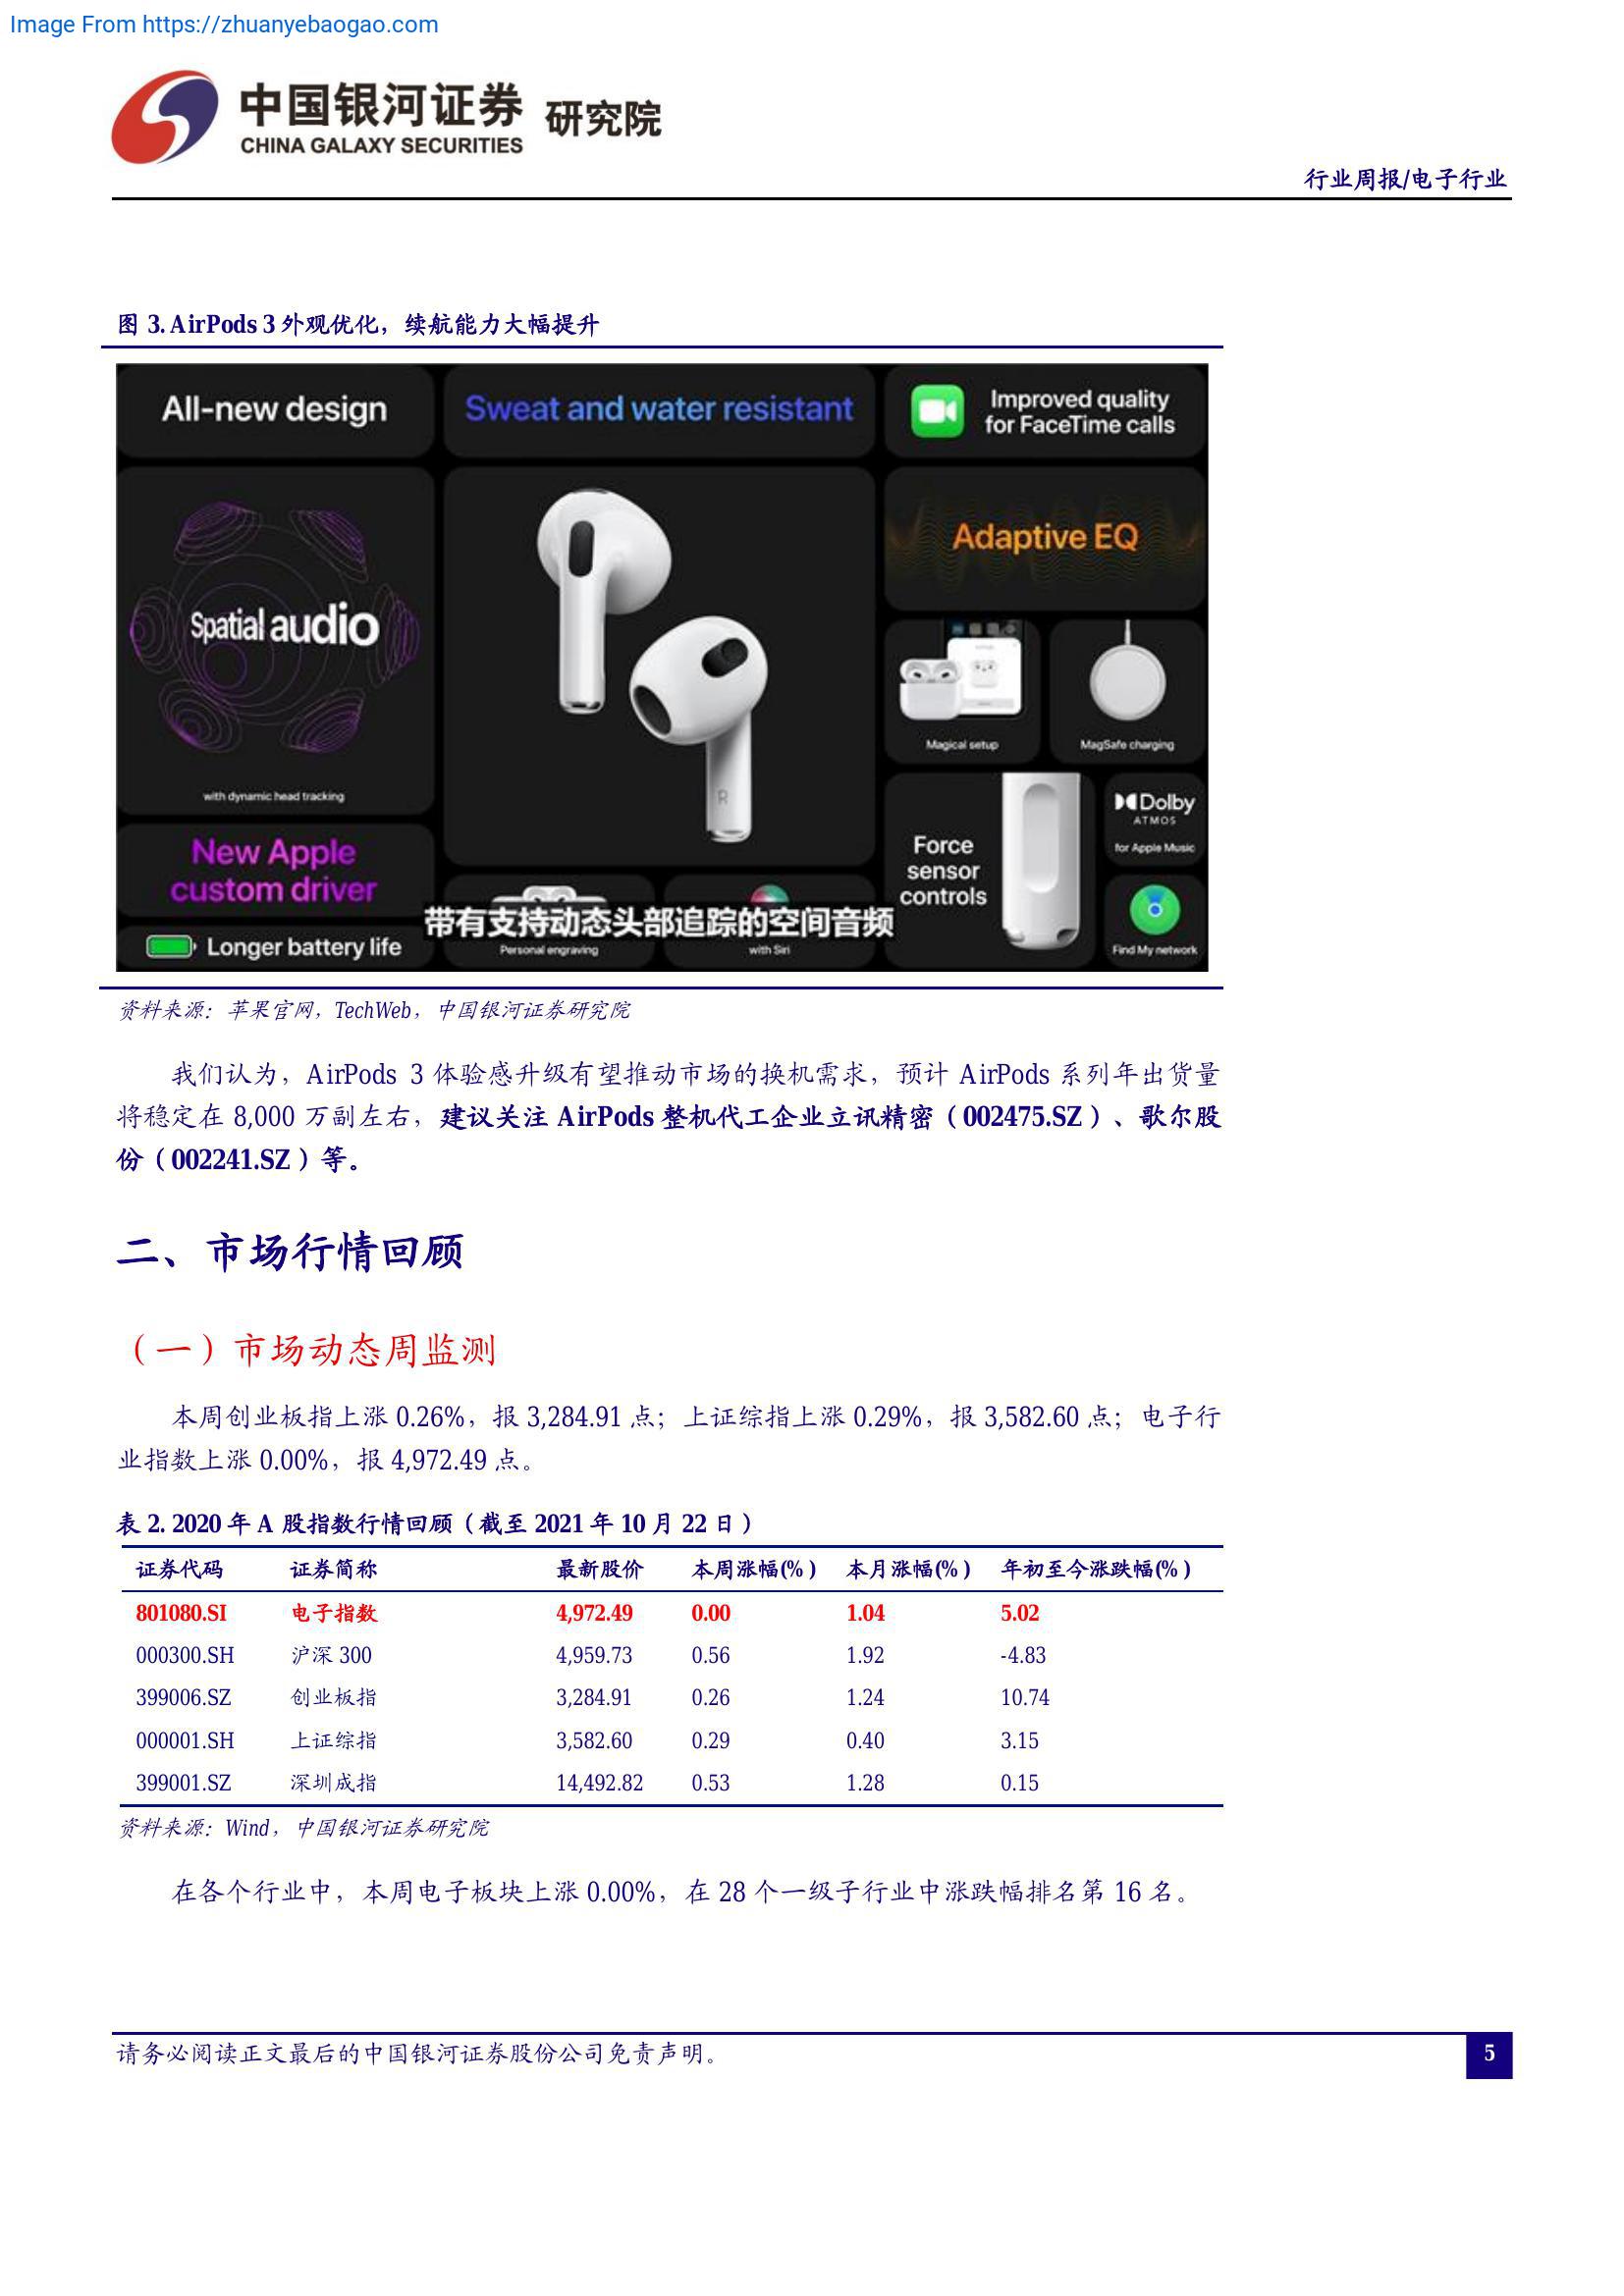 Image From https://zhuanyebaogao.com
中国银河证券 研究院
CHINA GALAXY SECURITIES
行业周报/电子行业
图 3. AirPods 3 外观优化，续航能力大幅提升
All-new design
Sweat and water resistant
Improved quality
for FaceTime calls
Spatial audio
with dynamic head tracking
Adaptive EQ
Magical setup
MagSafe charging
R
New Apple
custom driver
Force
sensor
controls
Dolby
ATMOS
for Apple Music
Longer battery life
带有支持动态头部追踪的空间音频
Personal engraving
with Siri
Find My network
资料来源：苹果官网，TechWeb，中国银河证券研究院
我们认为，AirPods 3 体验感升级有望推动市场的换机需求，预计 AirPods 系列年出货量
将稳定在 8,000 万副左右，建议关注 AirPods 整机代工企业立讯精密（002475.SZ）、歌尔股
份（002241.SZ）等。
二、市场行情回顾
（一）市场动态周监测
本周创业板指上涨 0.26%，报 3,284.91 点；上证综指上涨 0.29%，报 3,582.60 点；电子行
业指数上涨 0.00%，报 4,972.49 点。
表 2. 2020 年 A 股指数行情回顾（截至 2021 年 10 月 22 日）
证券代码 证券简称 最新股价 本周涨幅(%) 本月涨幅(%) 年初至今涨跌幅(%)
801080.SI 电子指数 4,972.49 0.00 1.04 5.02
000300.SH 沪深 300 4,959.73 0.56 1.92 -4.83
399006.SZ 创业板指 3,284.91 0.26 1.24 10.74
000001.SH 上证综指 3,582.60 0.29 0.40 3.15
399001.SZ 深圳成指 14,492.82 0.53 1.28 0.15
资料来源：Wind，中国银河证券研究院
在各个行业中，本周电子板块上涨 0.00%，在 28 个一级子行业中涨跌幅排名第 16 名。
请务必阅读正文最后的中国银河证券股份公司免责声明。
5